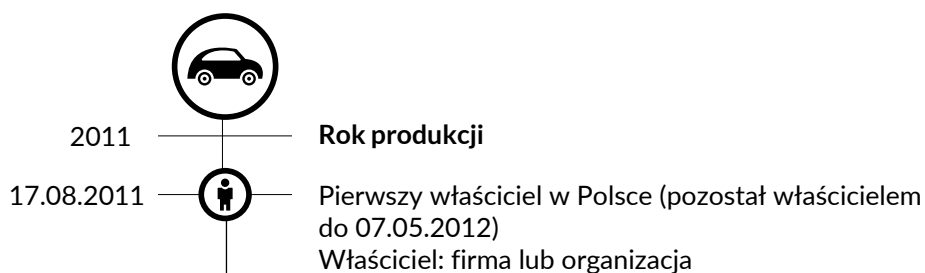 2011 Rok produkcji
17.08.2011 Pierwszy właściciel w Polsce (pozostał właścicielem
do 07.05.2012)
Właściciel: firma lub organizacja